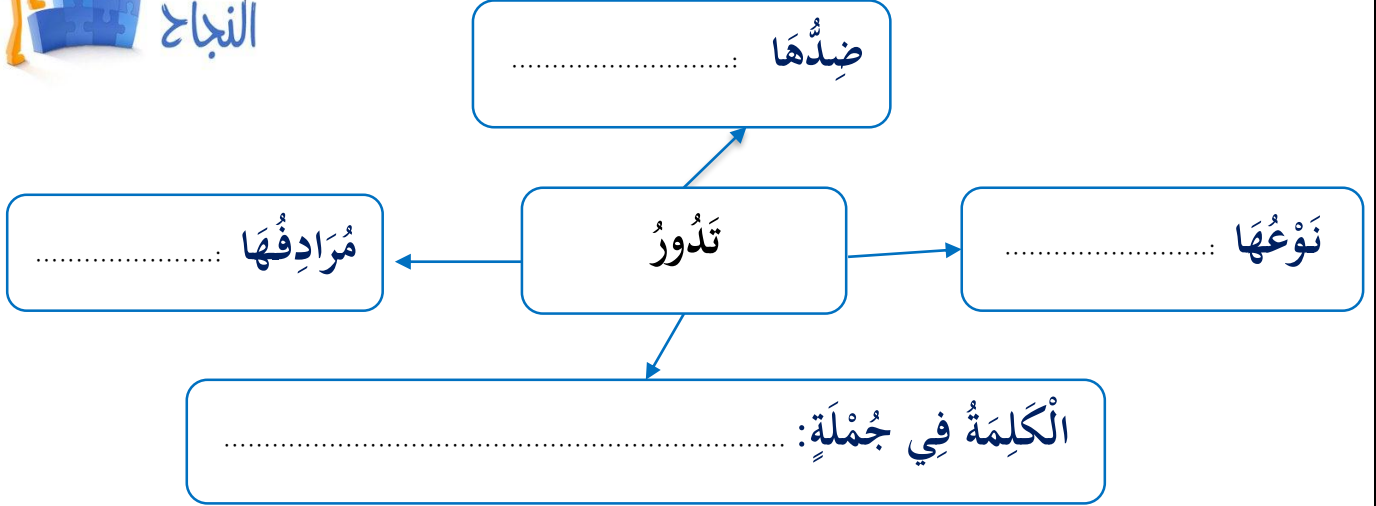 النجاح
ضِدُّهَا :...........................
نَوْعُهَا :.........................
تَدُورُ
مُرَادِفُهَا :......................
الْكَلِمَةُ فِي جُمْلَةٍ: ......................................................................